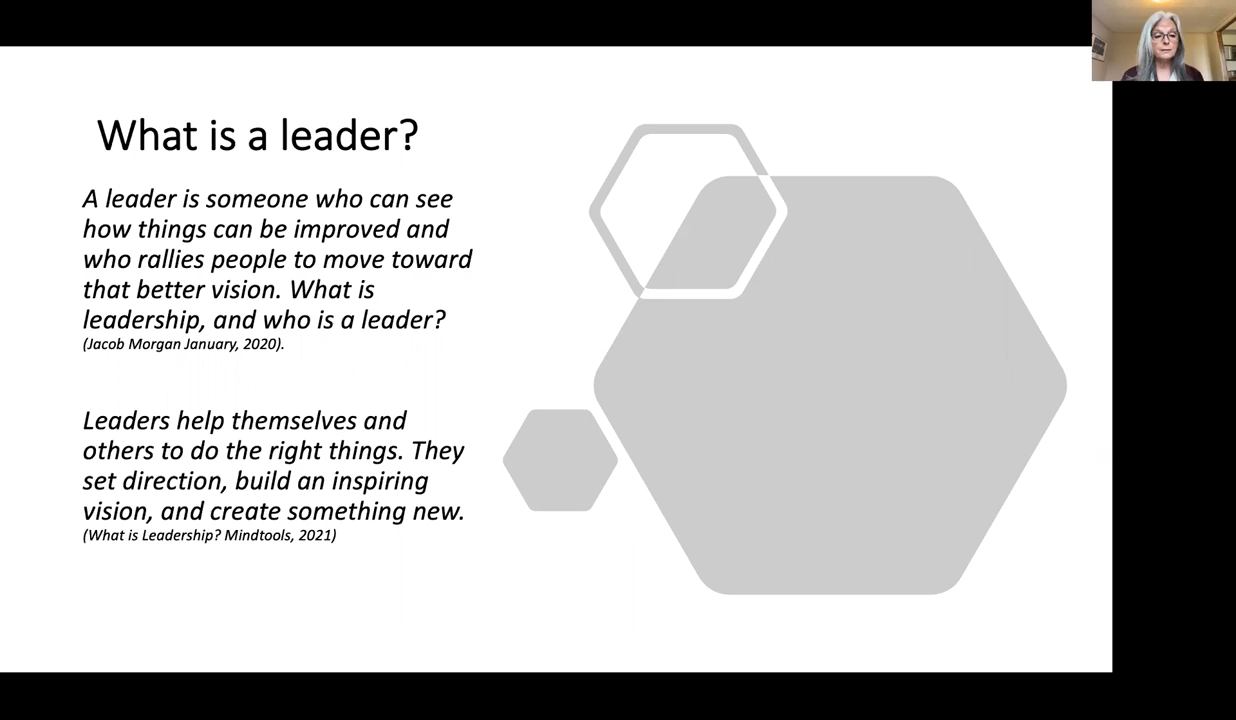 What is a leader?
A leader is someone who can see
how things can be improved and
who rallies people to move toward
that better vision. What is
leadership, and who is a leader?
(Jacob Morgan January, 2020).
Leaders help themselves and
others to do the right things. They
set direction, build an inspiring
vision, and create something new.
(What is Leadership? Mindtools, 2021)